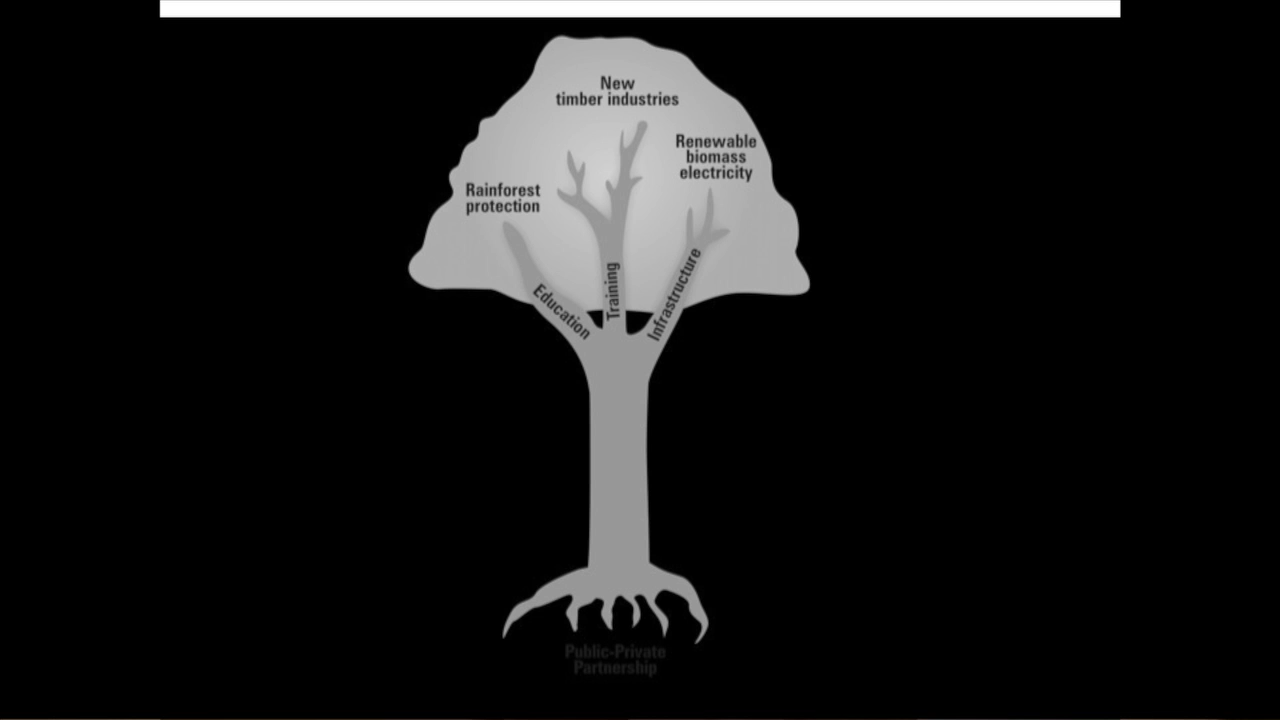 New
timber industries
Renewable
biomass
electricity
Rainforest
protection
Education
Training
Infrastructure
Public-Private
Partnership